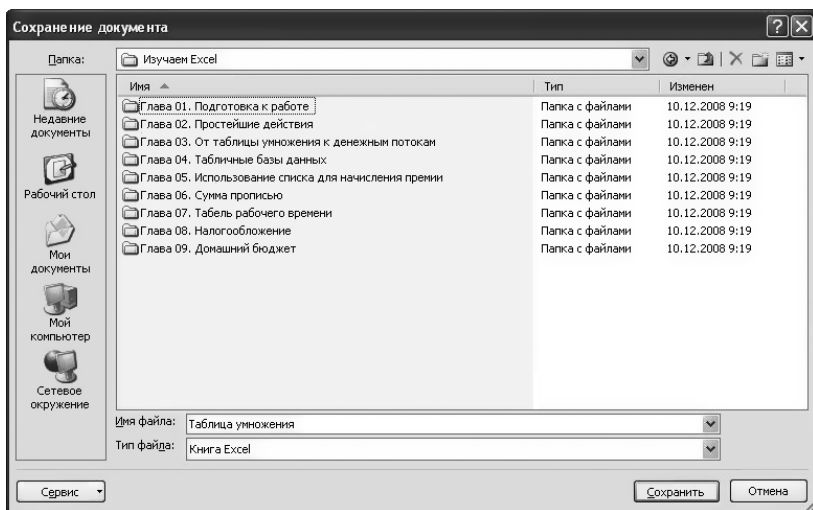 Сохранение документа
Папка: Изучаем Excel
Имя Тип Изменен
Глава 01. Подготовка к работе Папка с файлами 10.12.2008 9:19
Глава 02. Простейшие действия Папка с файлами 10.12.2008 9:19
Глава 03. От таблицы умножения к денежным потокам Папка с файлами 10.12.2008 9:19
Глава 04. Табличные базы данных Папка с файлами 10.12.2008 9:19
Глава 05. Использование списка для начисления премии Папка с файлами 10.12.2008 9:19
Глава 06. Сумма прописью Папка с файлами 10.12.2008 9:19
Глава 07. Табель рабочего времени Папка с файлами 10.12.2008 9:19
Глава 08. Налогообложение Папка с файлами 10.12.2008 9:19
Глава 09. Домашний бюджет Папка с файлами 10.12.2008 9:19
Недавние
документы
Рабочий стол
Мои
документы
Мой
компьютер
Сетевое
окружение
Имя файла: Таблица умножения
Тип файла: Книга Excel
Сервис Сохранить Отмена